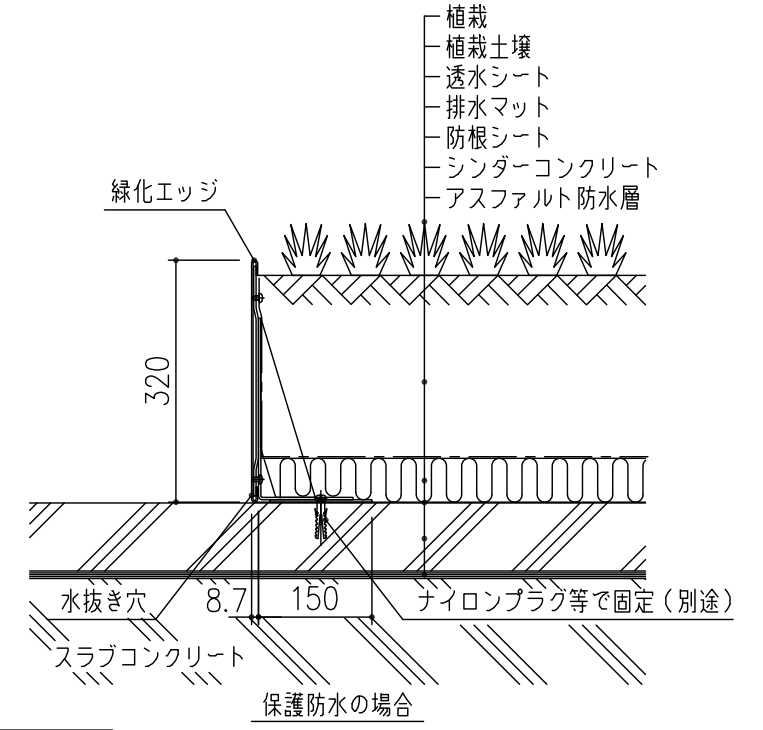 植栽
植栽土壌
透水シート
排水マット
防根シート
シンダーコンクリート
アスファルト防水層
緑化エッジ
320
水抜き穴
8.7
150
ナイロンプラグ等で固定（別途）
スラブコンクリート
保護防水の場合